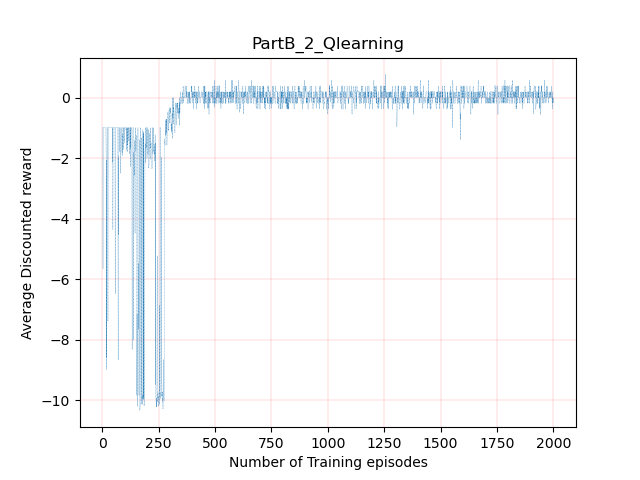 PartB_2_Qlearning
Average Discounted reward
0
−2
−4
−6
−8
−10
0 250 500 750 1000 1250 1500 1750 2000
Number of Training episodes